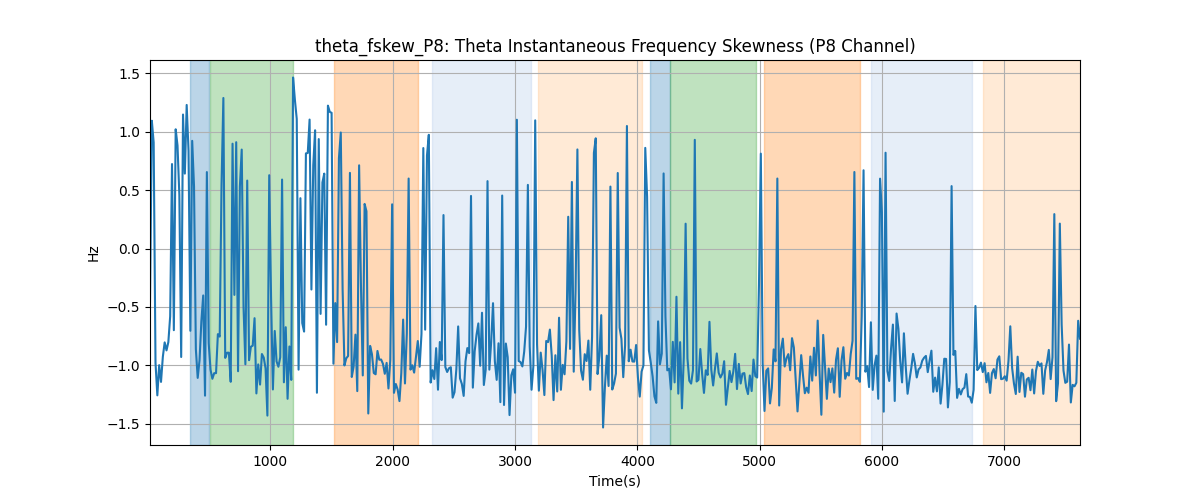 theta_fskew_P8: Theta Instantaneous Frequency Skewness (P8 Channel)
1.5
1.0
0.5
0.0
−0.5
−1.0
−1.5
Hz
1000 2000 3000 4000 5000 6000 7000
Time(s)